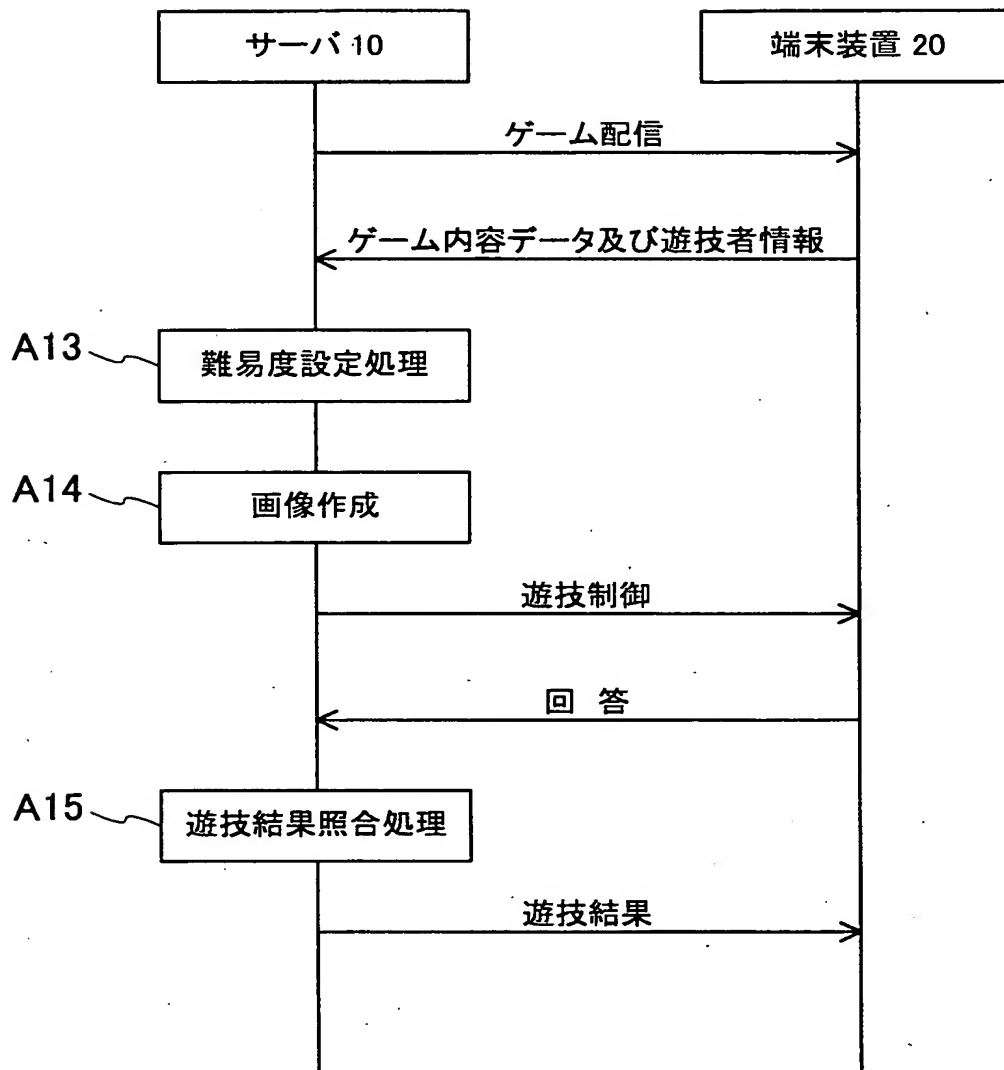 サーバ 10
端末装置 20
ゲーム配信
ゲーム内容データ及び遊技者情報
A13
難易度設定処理
A14
画像作成
遊技制御
回 答
A15
遊技結果照合処理
遊技結果